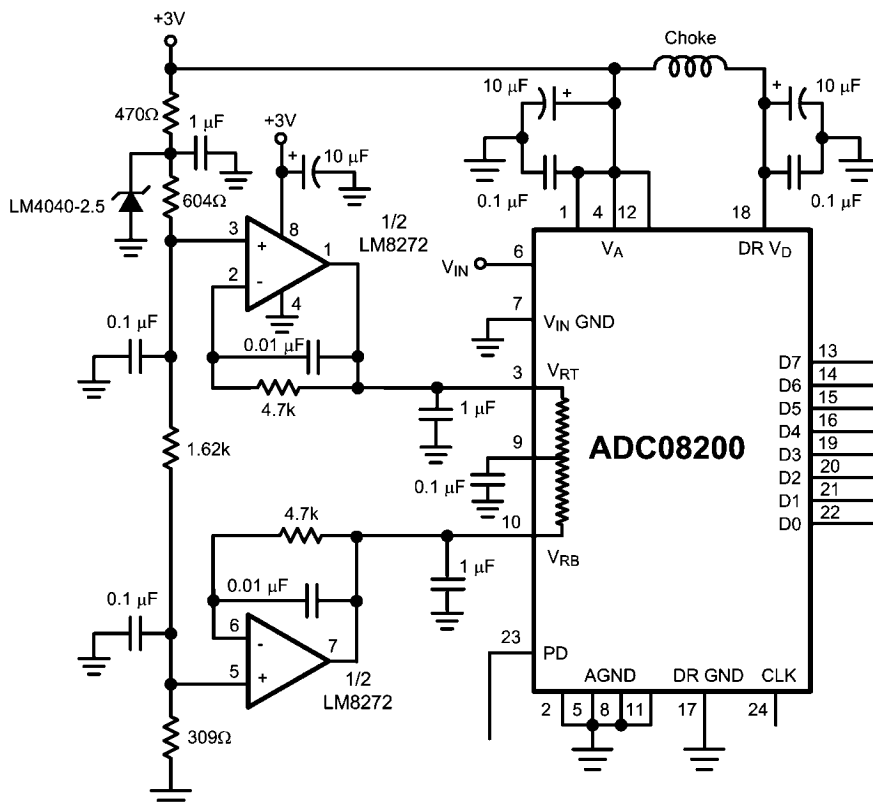 +3V
Choke
10 μF
+
+
10 μF
470Ω
1 μF
+3V
+
10 μF
0.1 μF
0.1 μF
LM4040-2.5
604Ω
1/2
LM8272
1
4
12
18
3
+
8
1
2
-
4
VA
DR VD
VIN
6
7
VIN GND
0.1 μF
0.01 μF
4.7k
3
VRT
1 μF
D7
13
D6
14
D5
15
D4
16
D3
19
D2
20
D1
21
D0
22
1.62k
9
ADC08200
0.1 μF
4.7k
10
VRB
0.01 μF
1 μF
0.1 μF
6
-
7
5
+
1/2
LM8272
23
PD
AGND
DR GND
CLK
2
5
8
11
17
24
309Ω